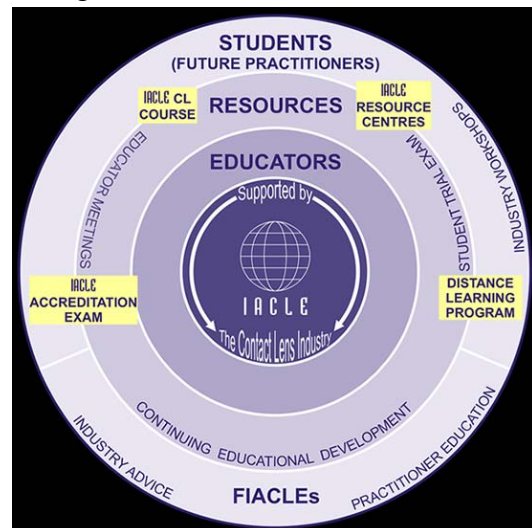 STUDENTS
(FUTURE PRACTITIONERS)
IACLE CL
COURSE
RESOURCES
IACLE
RESOURCE
CENTRES
INDUSTRY WORKSHOPS
EDUCATOR MEETINGS
EDUCATORS
STUDENT TRIAL EXAM
Supported by
IACLE
The Contact Lens Industry
IACLE
ACCREDITATION
EXAM
DISTANCE
LEARNING
PROGRAM
CONTINUING EDUCATIONAL DEVELOPMENT
INDUSTRY ADVICE
FIACLEs
PRACTITIONER EDUCATION